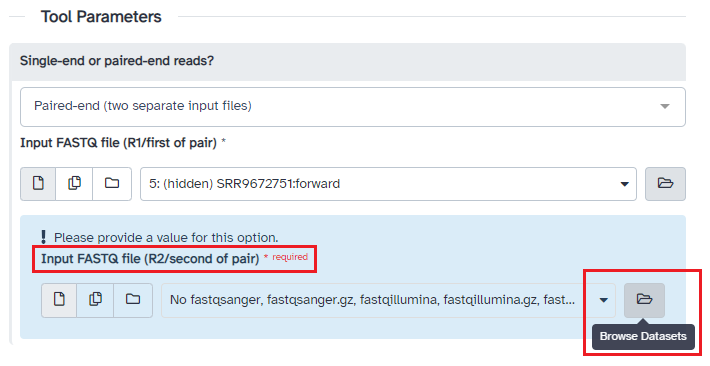 Tool Parameters
Single-end or paired-end reads?
Paired-end (two separate input files)
Input FASTQ file (R1/first of pair) *
5: (hidden) SRR9672751:forward
Please provide a value for this option.
Input FASTQ file (R2/second of pair) * required
No fastqsanger, fastqsanger.gz, fastqillumina, fastqillumina.gz, fast...
Browse Datasets